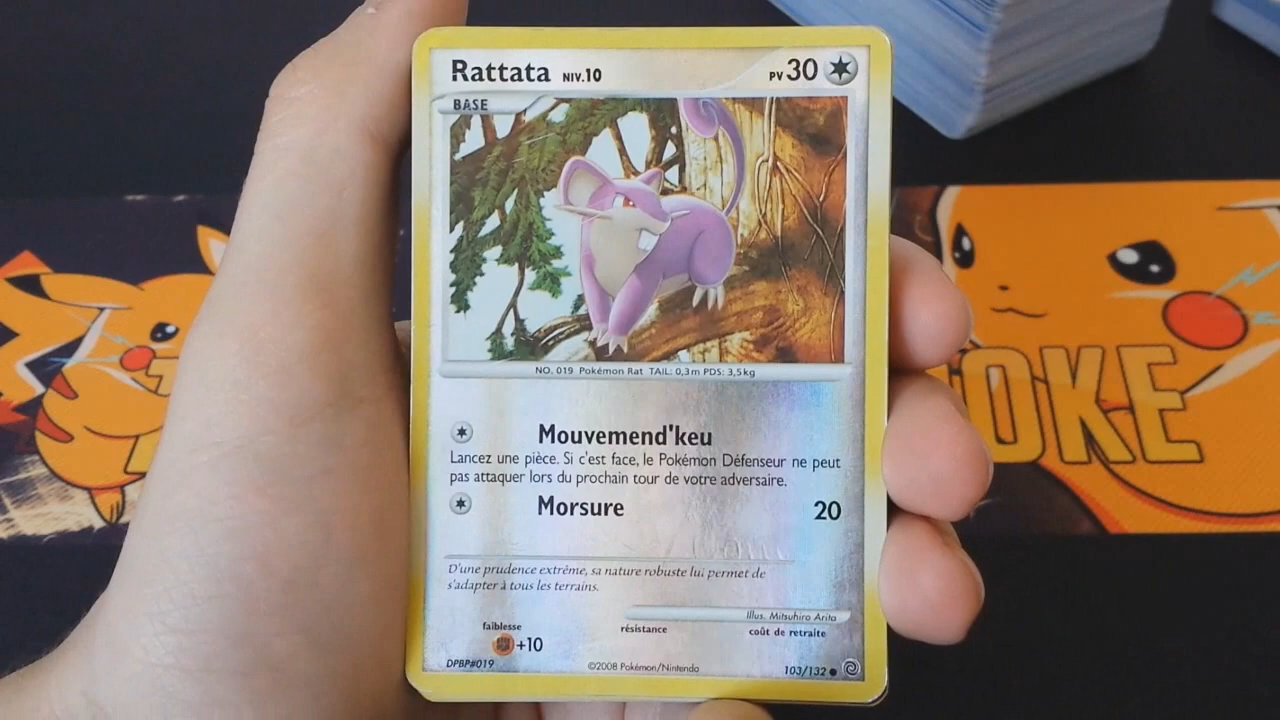 Rattata NIV.10 PV 30
BASE
NO. 019 Pokémon Rat TAIL: 0,3m PDS: 3,5kg
Mouvemend'keu
Lancez une pièce. Si c'est face, le Pokémon Défenseur ne peut
pas attaquer lors du prochain tour de votre adversaire.
Morsure 20
D'une prudence extrême, sa nature robuste lui permet de
s'adapter à tous les terrains.
Illus. Mitsuhiro Arita
faiblesse résistance coût de retraite
+10
DPBP#019 ©2008 Pokémon/Nintendo 103/132
OKE